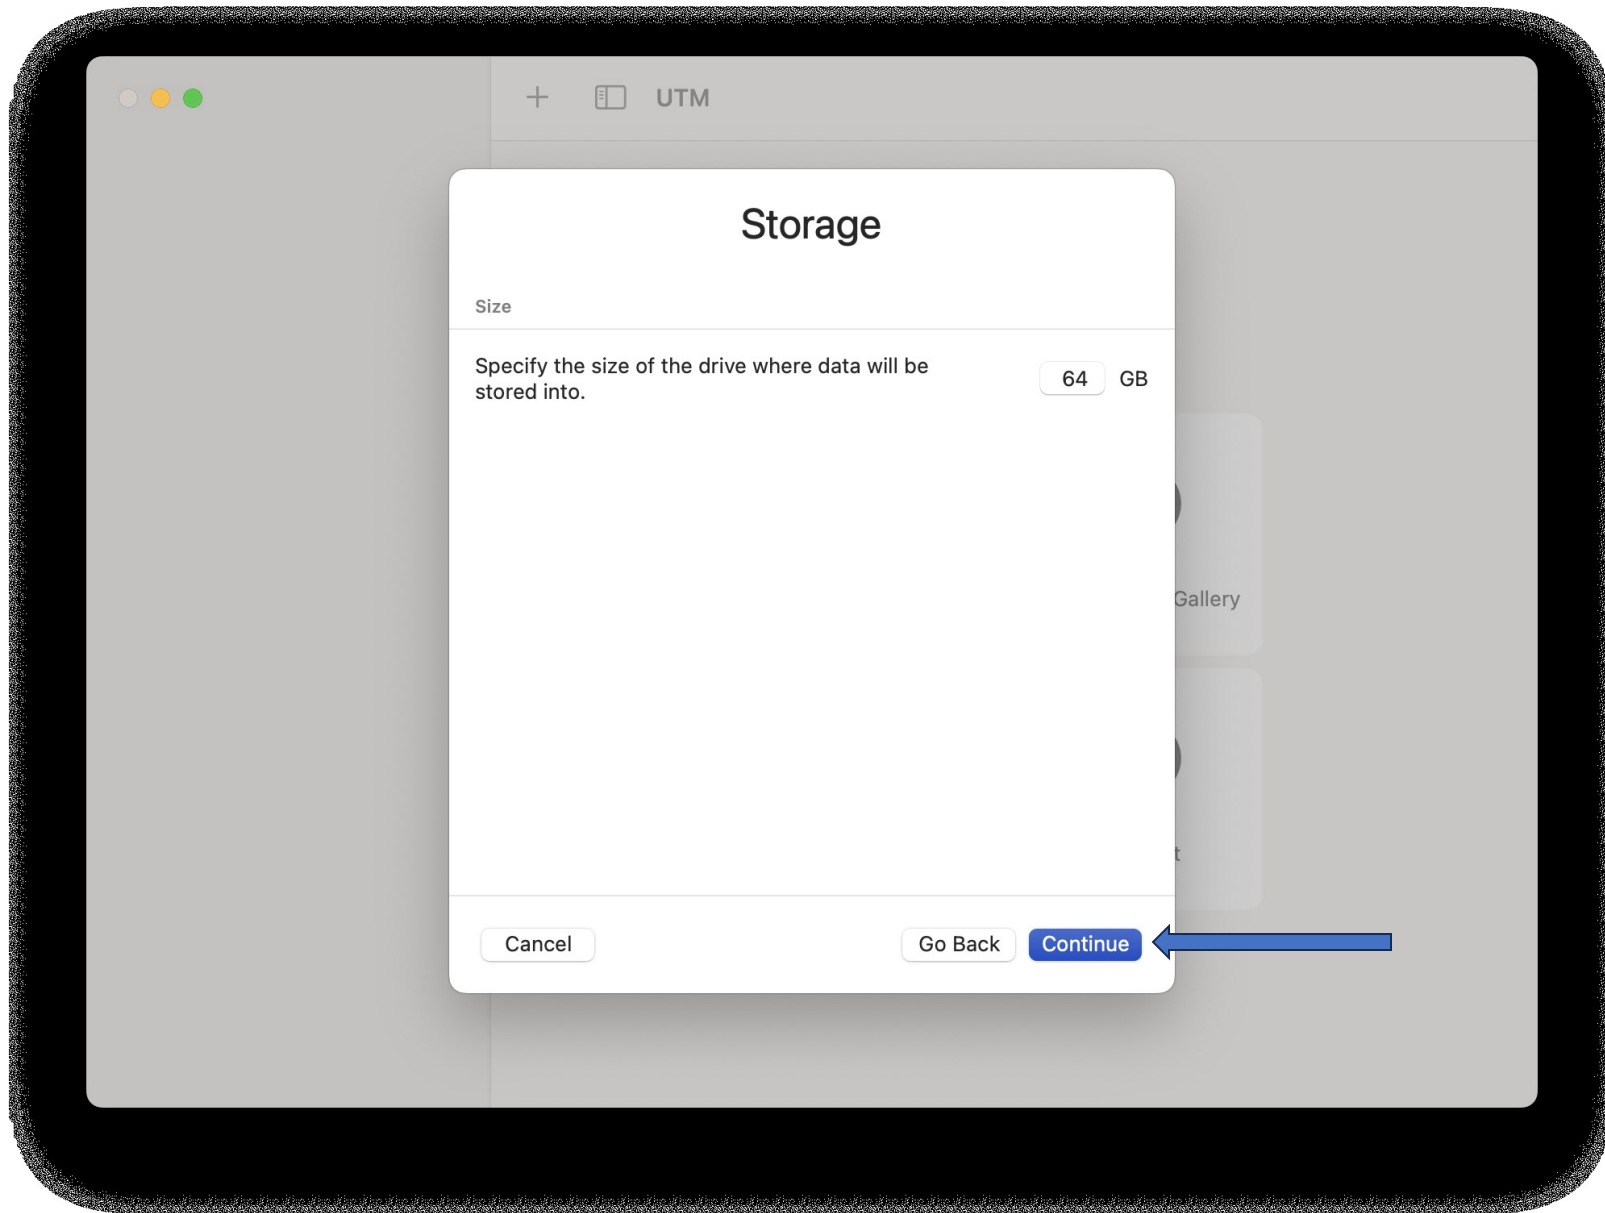 UTM
Storage
Size
Specify the size of the drive where data will be
stored into.
64 GB
Gallery
t
Cancel
Go Back
Continue